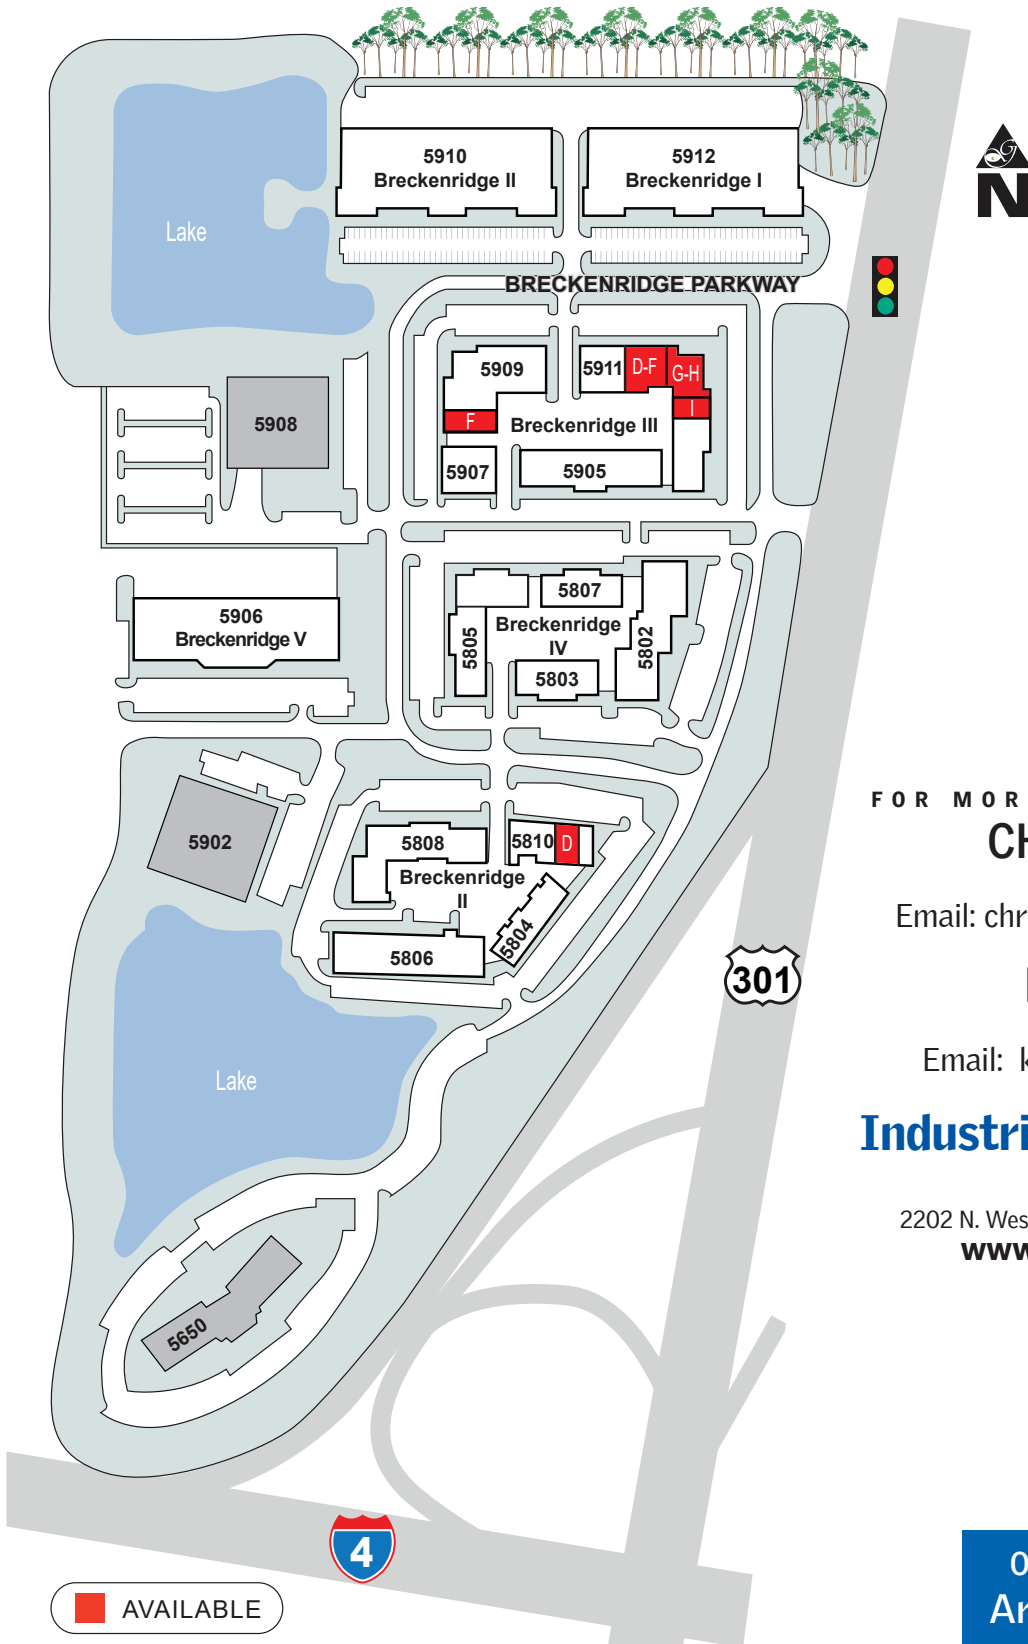 5910
Breckenridge II
5912
Breckenridge I
G
N
Lake
BRECKENRIDGE PARKWAY
5909
5911
D-F
G-H
I
F
Breckenridge III
5908
5907
5905
5807
5906
Breckenridge V
5805
Breckenridge
IV
5802
5803
5902
5808
5810
D
Breckenridge
II
5804
5806
FOR MOR
CH
Email: chr
301
Email: k
Lake
Industri
2202 N. Wes
www
5650
4
AVAILABLE
Ar